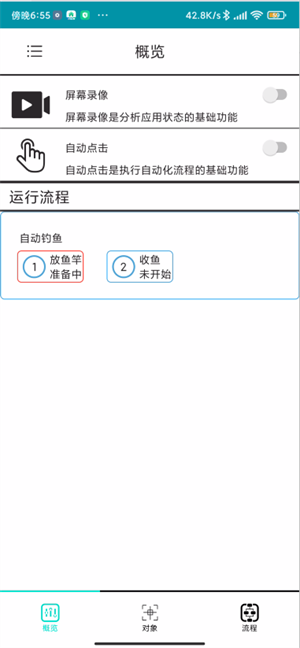 傍晚6:55 ··· 42.8K/s
概览
屏幕录像
屏幕录像是分析应用状态的基础功能
自动点击
自动点击是执行自动化流程的基础功能
运行流程
自动钓鱼
1 放鱼竿
准备中
2 收鱼
未开始
概览 对象 流程